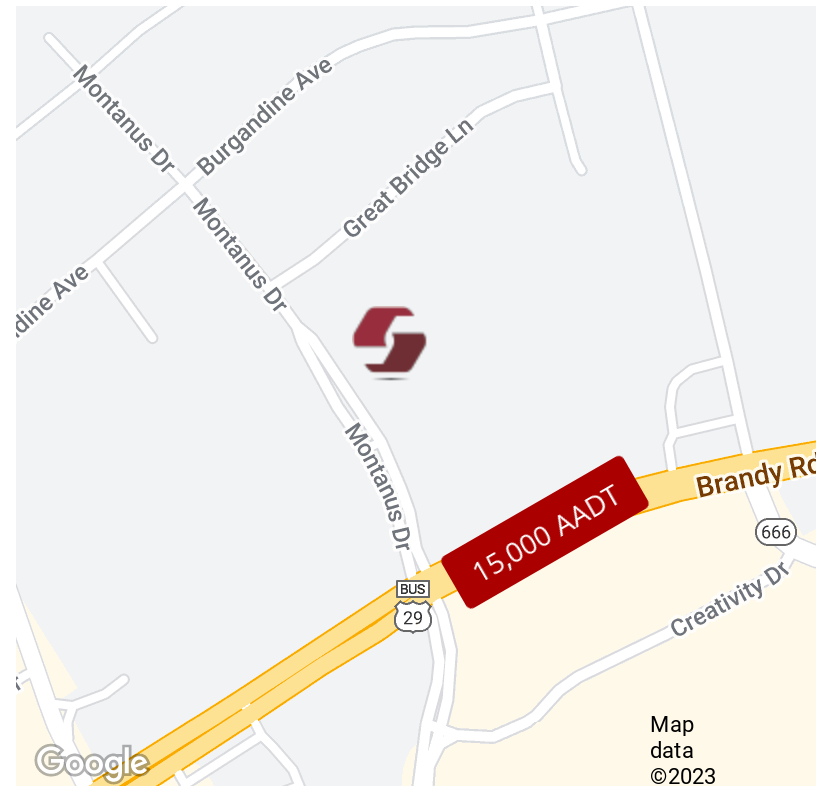 Montanus Dr
Burgandine Ave
Great Bridge Ln
Montanus Dr
dine Ave
Montanus Dr
15,000 AADT
Brandy Rd
666
BUS
29
Creativity Dr
Google
Map
data
©2023